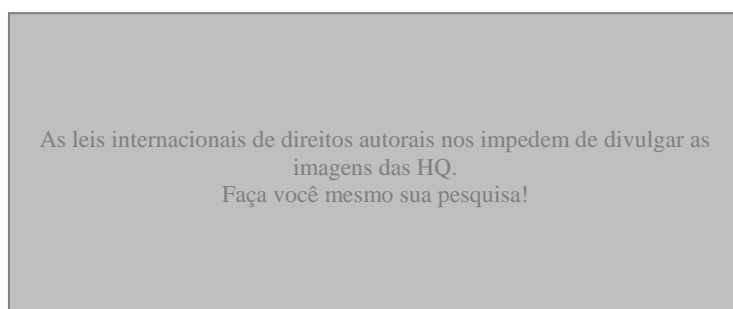 As leis internacionais de direitos autorais nos impedem de divulgar as
imagens das HQ.
Faça você mesmo sua pesquisa!